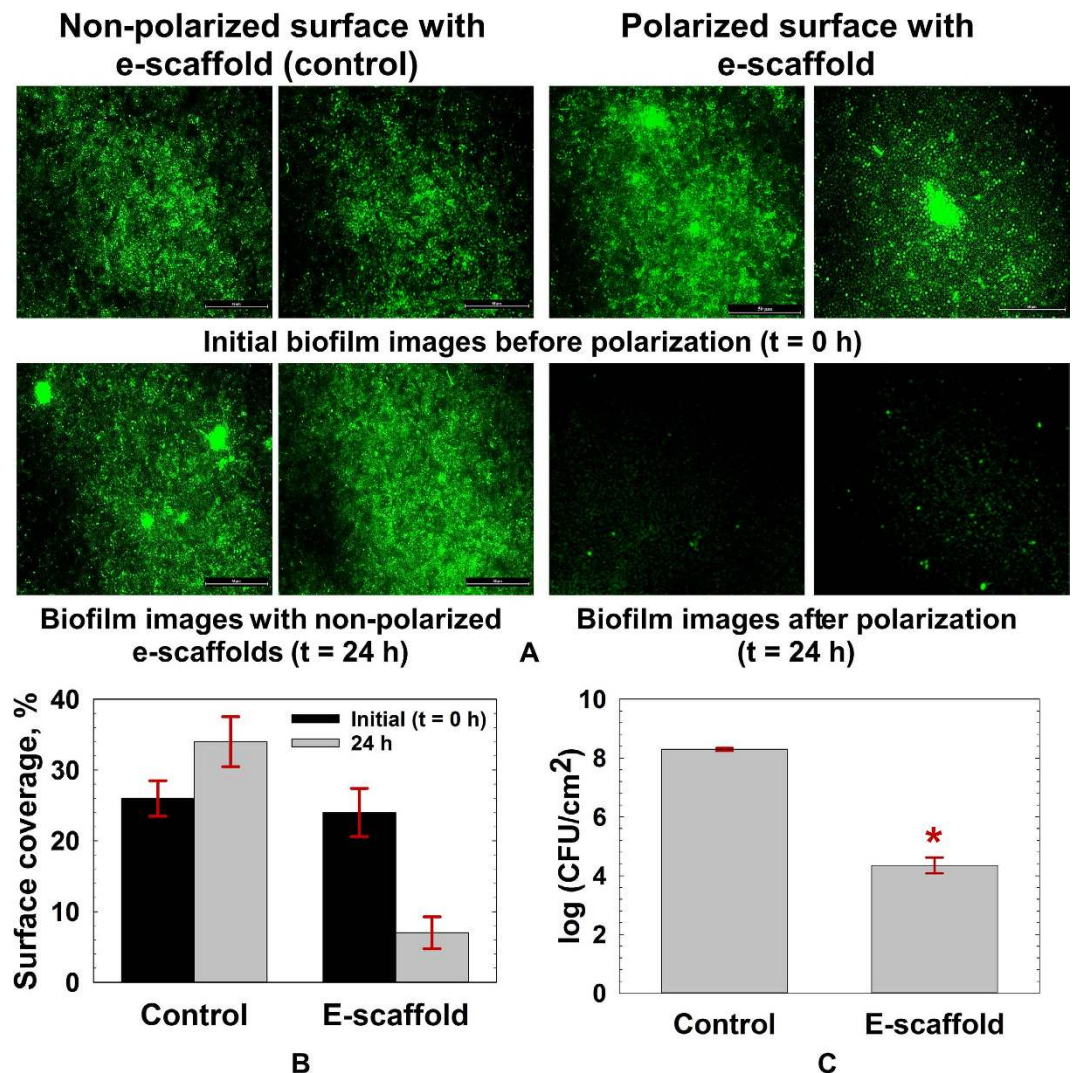 Non-polarized surface with
e-scaffold (control)
Polarized surface with
e-scaffold
50 µm
Initial biofilm images before polarization (t = 0 h)
Biofilm images with non-polarized
e-scaffolds (t = 24 h)
Biofilm images after polarization
(t = 24 h)
A
Surface coverage, %
40
30
20
10
0
Initial (t = 0 h)
24 h
Control
E-scaffold
B
log (CFU/cm²)
10
8
6
4
2
0
*
Control
E-scaffold
C